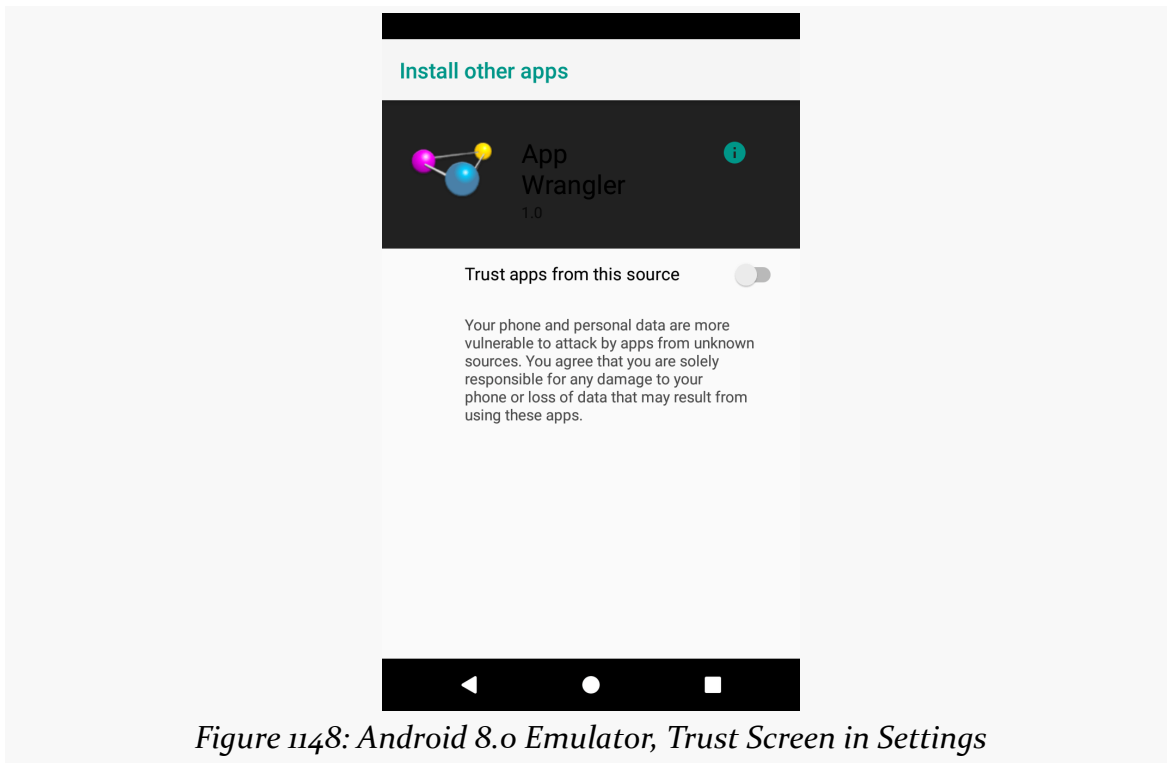 Install other apps
App
Wrangler
1.0
Trust apps from this source
Your phone and personal data are more
vulnerable to attack by apps from unknown
sources. You agree that you are solely
responsible for any damage to your
phone or loss of data that may result from
using these apps.
Figure 1148: Android 8.0 Emulator, Trust Screen in Settings